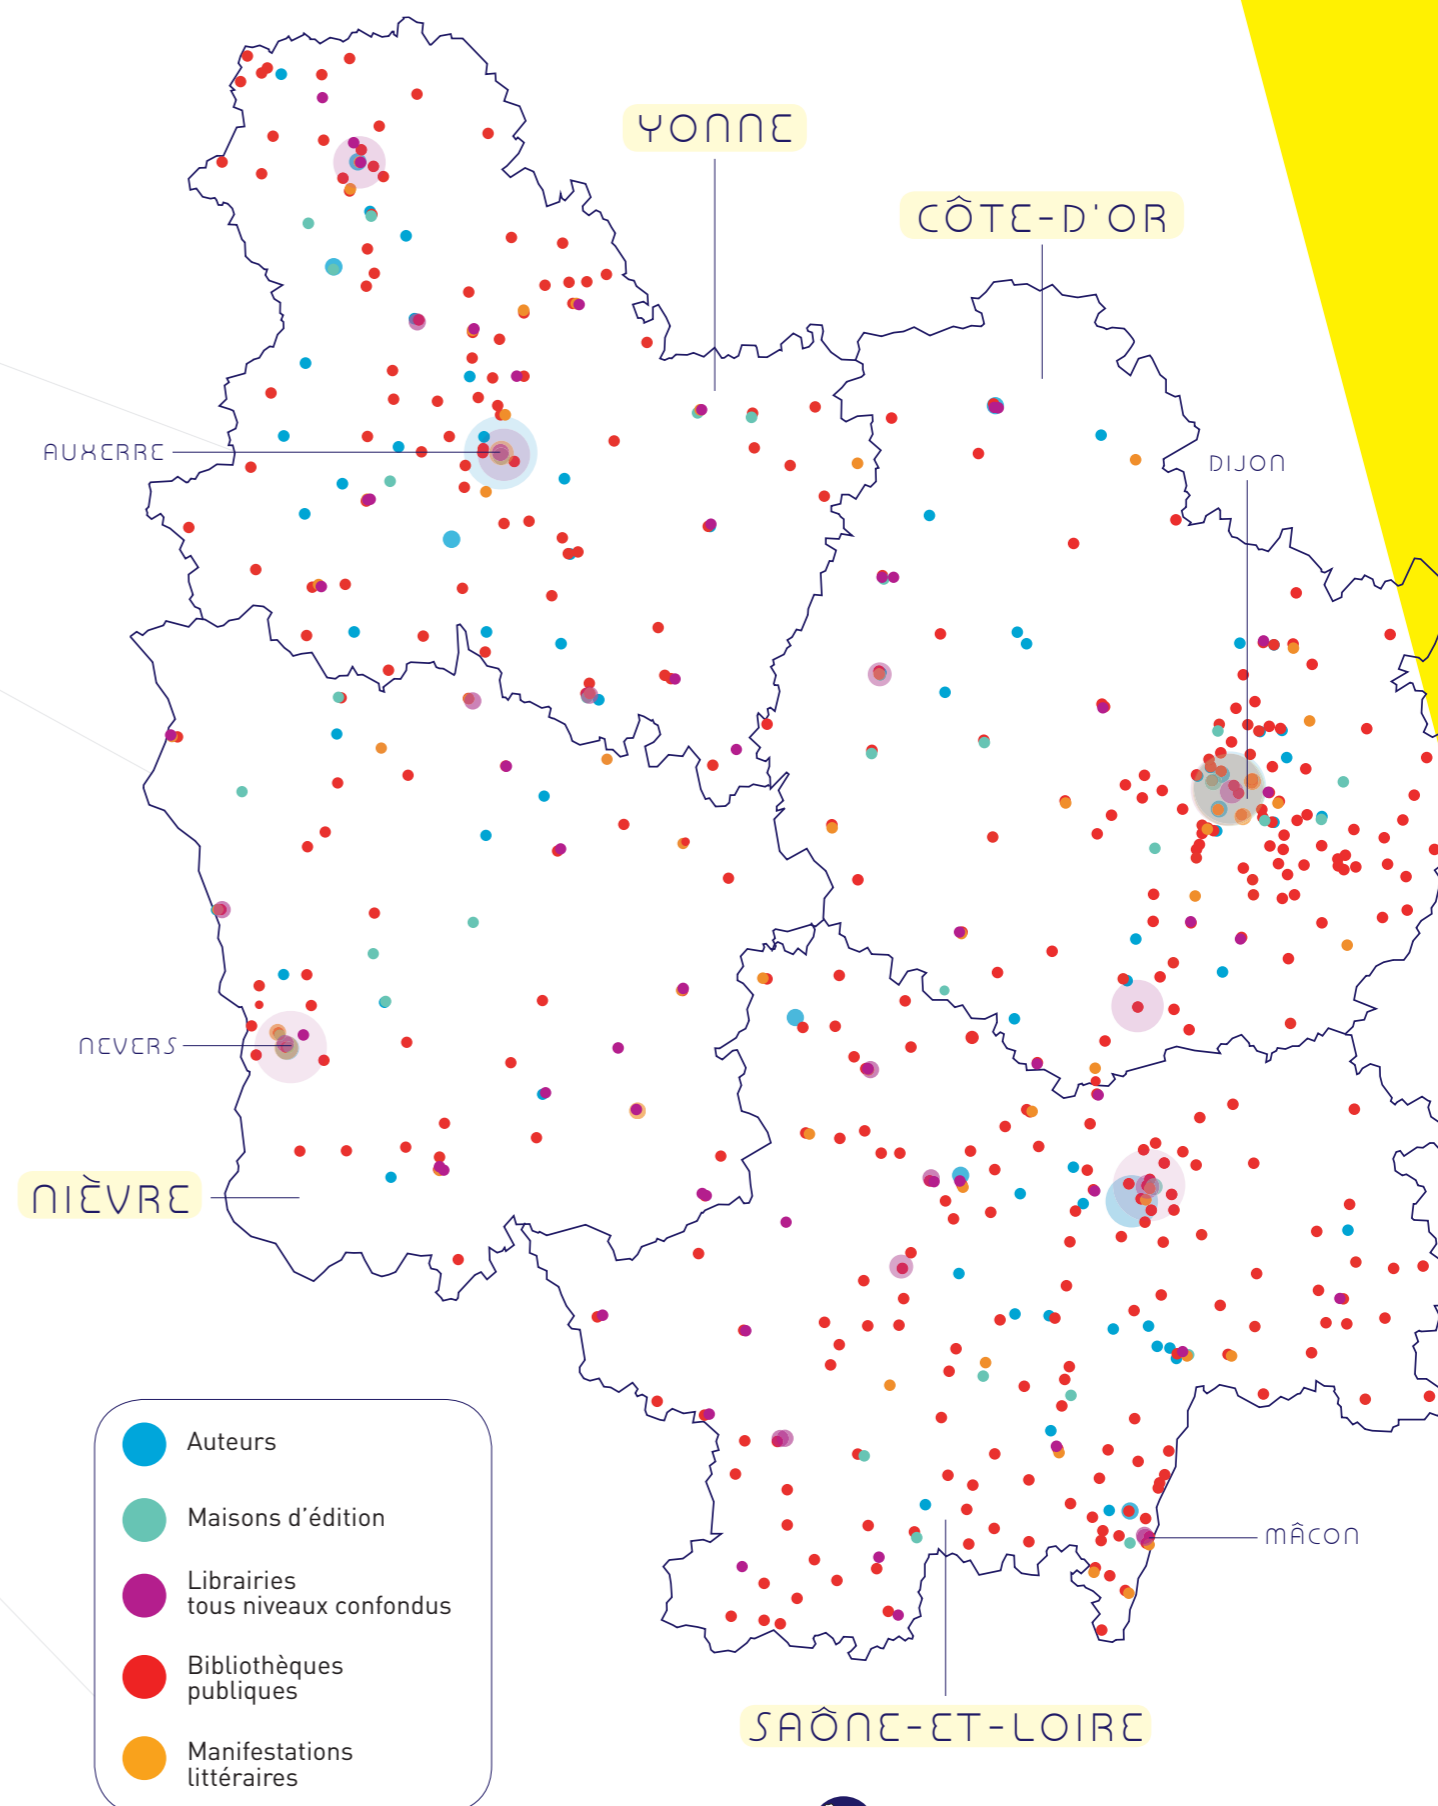 YONNE
CÔTE-D'OR
AUXERRE
DIJON
NEVERS
NIÈVRE
Auteurs
Maisons d'édition
Librairies
tous niveaux confondus
Bibliothèques
publiques
Manifestations
littéraires
MÂCON
SAÔNE-ET-LOIRE